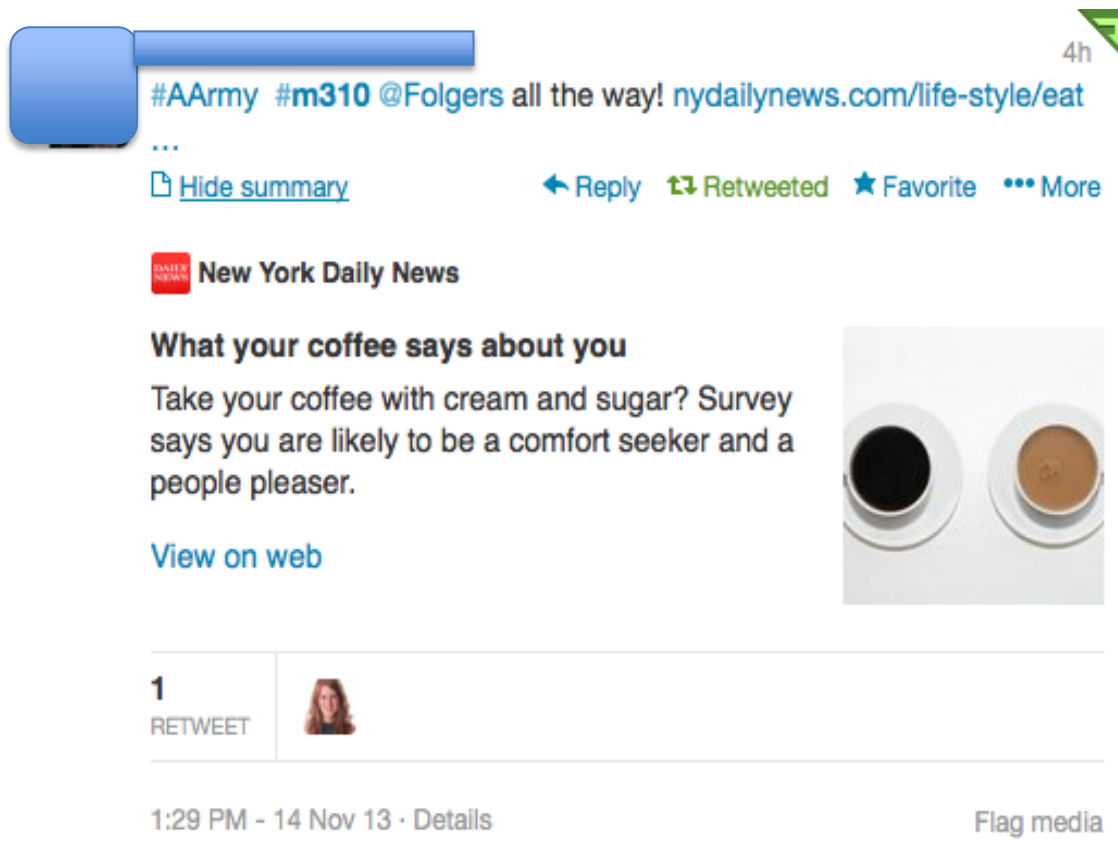 4h
#AArmy #m310 @Folgers all the way! nydailynews.com/life-style/eat
...
Hide summary Reply Retweeted Favorite More
DAILY NEWS New York Daily News
What your coffee says about you
Take your coffee with cream and sugar? Survey
says you are likely to be a comfort seeker and a
people pleaser.
View on web
1
RETWEET
1:29 PM - 14 Nov 13 · Details Flag media